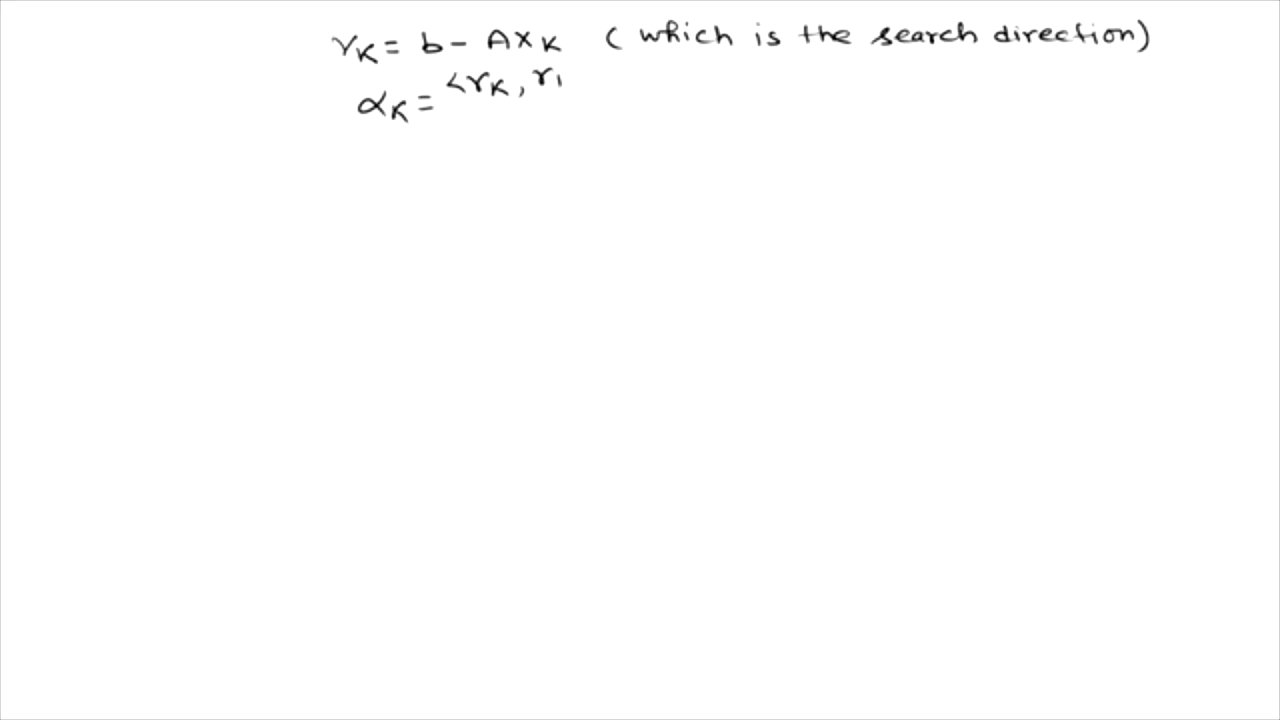 rK = b - AxK (which is the search direction)
αK = <rK, r